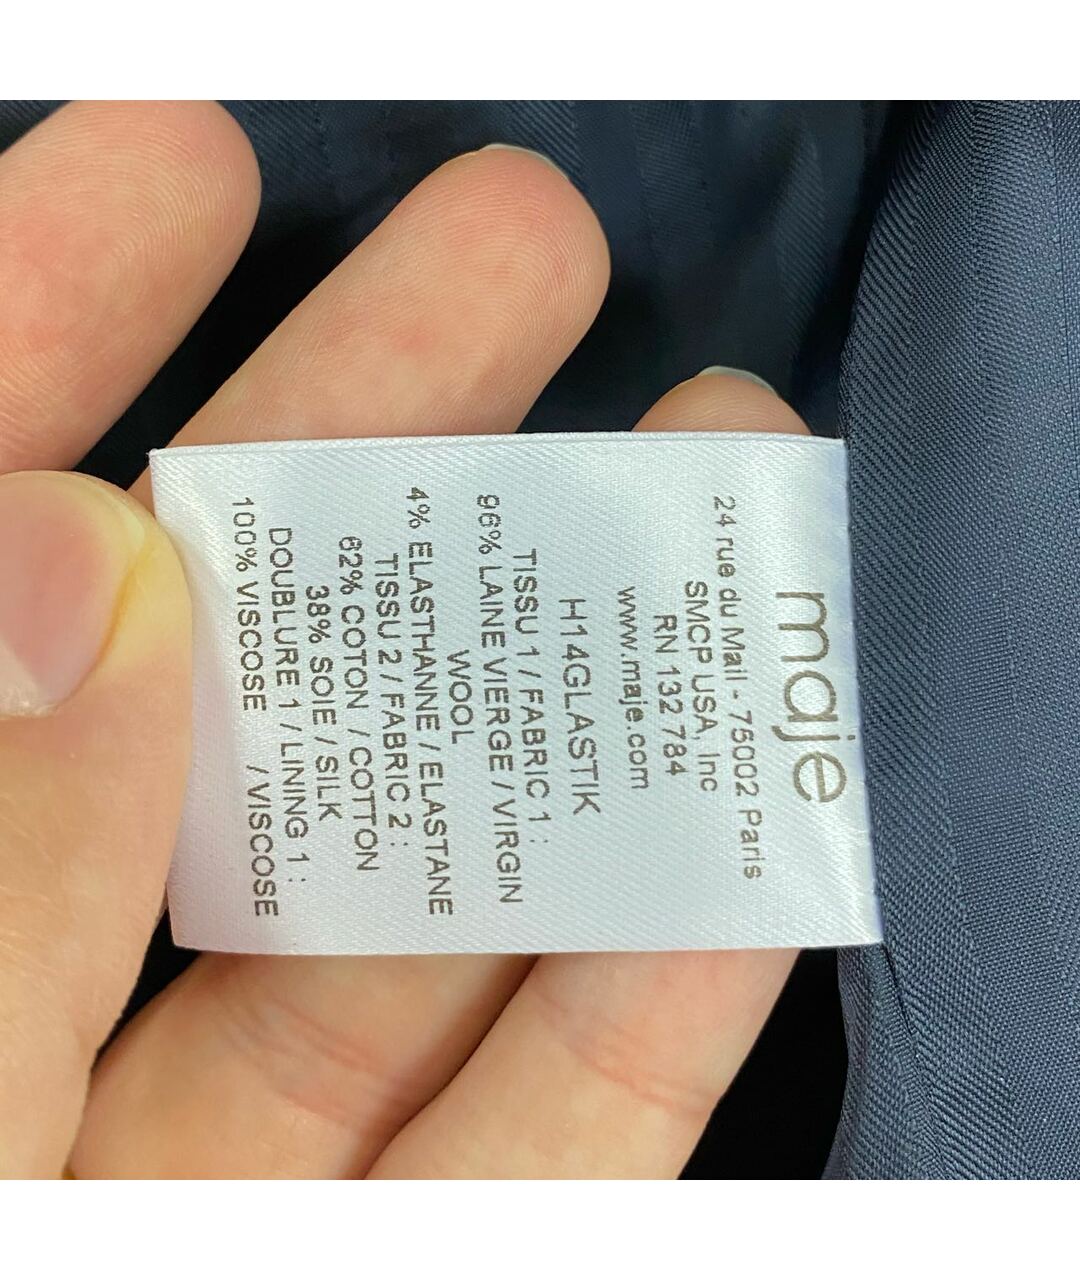 maje
24 rue du Mail - 75002 Paris
SMCP USA, Inc
RN 132 784
www.maje.com
H14GLASTIK
TISSU 1 / FABRIC 1 :
96% LAINE VIERGE / VIRGIN
WOOL
4% ELASTHANNE / ELASTANE
TISSU 2 / FABRIC 2 :
62% COTON / COTTON
38% SOIE / SILK
DOUBLURE 1 / LINING 1 :
100% VISCOSE / VISCOSE